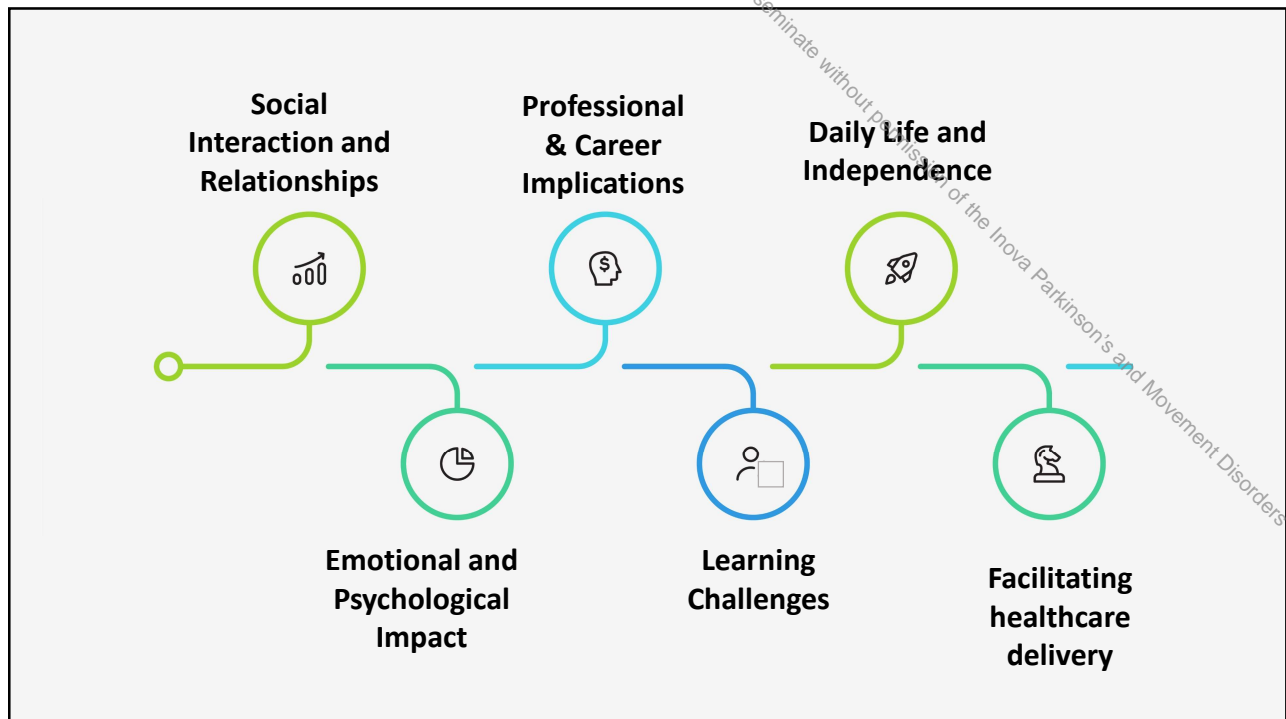 Social
Interaction and
Relationships
Professional
& Career
Implications
Daily Life and
Independence
$
Emotional and
Psychological
Impact
Learning
Challenges
Facilitating
healthcare
delivery
without permission of the Inova Parkinson's and Movement Disorders